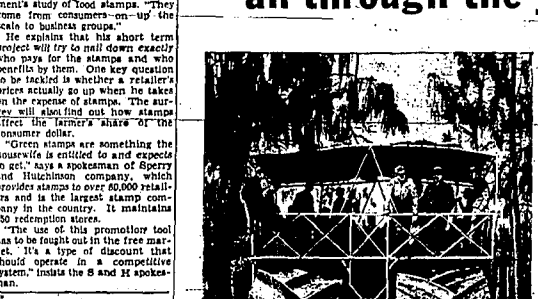 ment's study of food stamps. "They
come from consumers—on—up the
scale to business groups."
He explains that his short term
project will try to nail down exactly
who pays for the stamps and who
benefits by them. One key question
to be tackled is whether a retailer's
prices actually go up when he takes
on the expense of stamps. The sur-
vey will also find out how stamps
affect the farmer's share of the
consumer dollar.
"Green stamps are something the
housewife is entitled to and expects
to get," says a spokesman of Sperry
and Hutchinson company, which
provides stamps to over 60,000 retail-
ers and is the largest stamp com-
pany in the country. It maintains
50 redemption stores.
"The use of this promotion tool
has to be fought out in the free mar-
ket. It's a type of discount that
should operate in a competitive
system," insists the S and H spokes-
man.
an through the